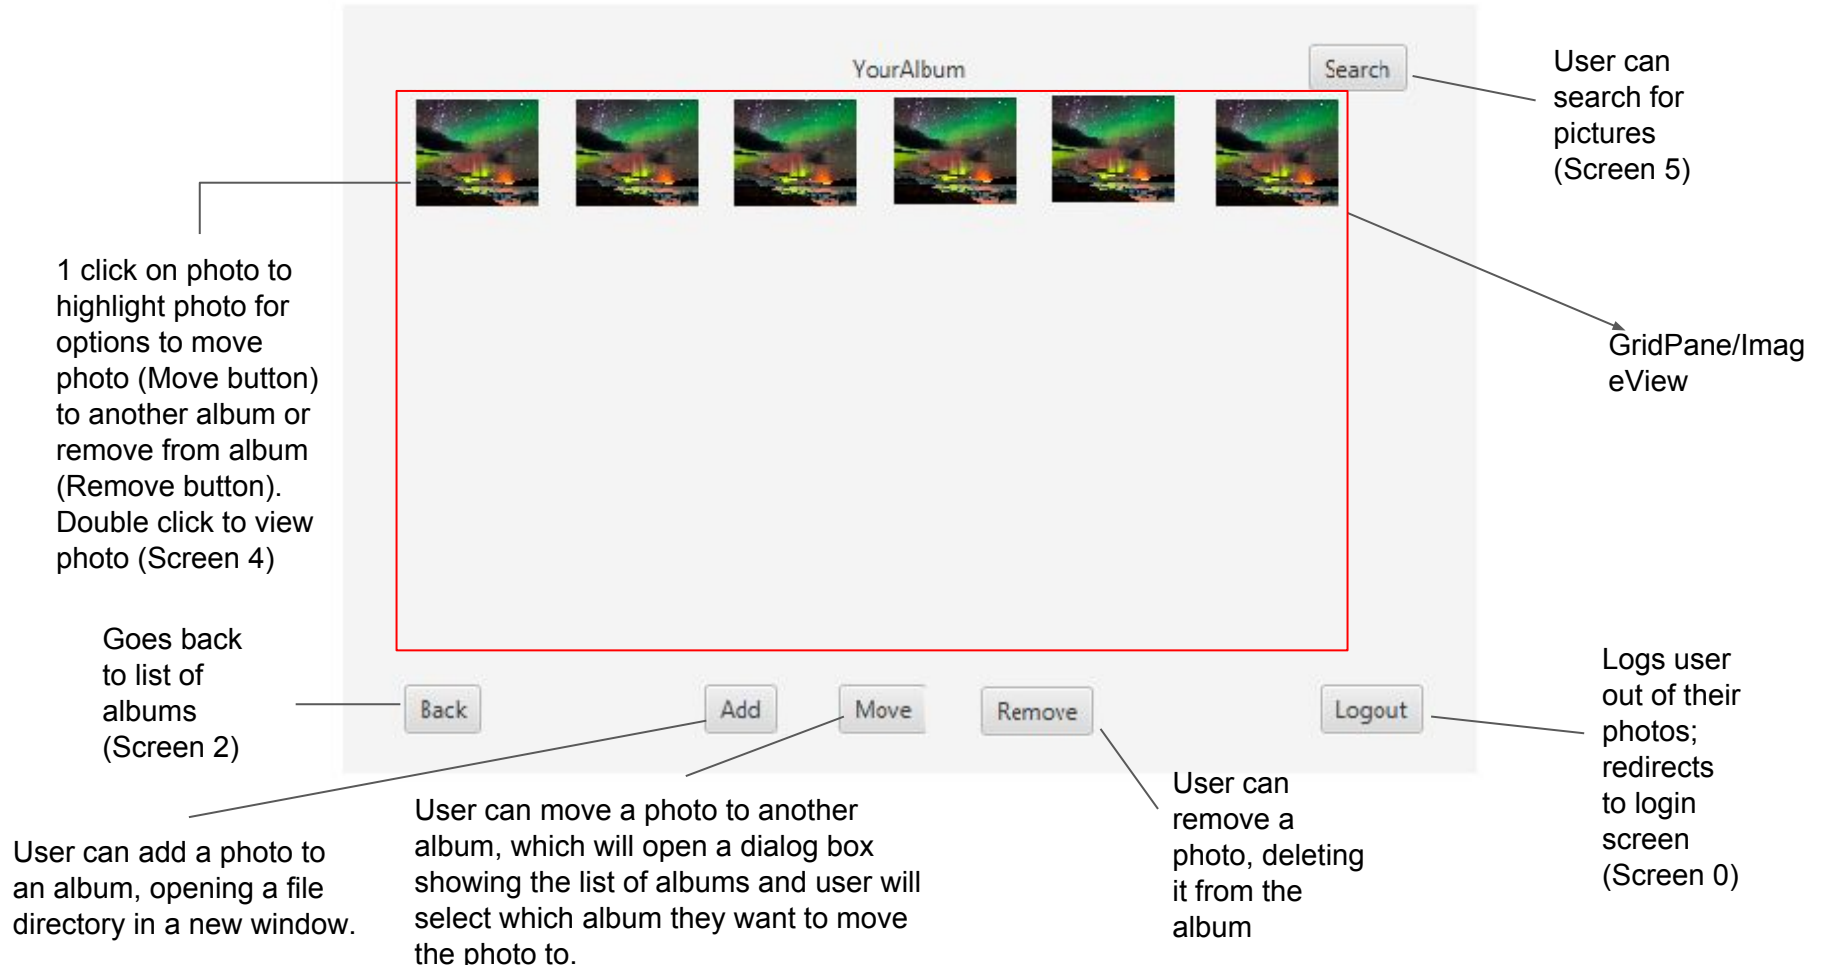 YourAlbum
Search
User can
search for
pictures
(Screen 5)
1 click on photo to
highlight photo for
options to move
photo (Move button)
to another album or
remove from album
(Remove button).
Double click to view
photo (Screen 4)
GridPane/Imag
eView
Goes back
to list of
albums
(Screen 2)
Back
Add
Move
Remove
Logout
Logs user
out of their
photos;
redirects
to login
screen
(Screen 0)
User can add a photo to
an album, opening a file
directory in a new window.
User can move a photo to another
album, which will open a dialog box
showing the list of albums and user will
select which album they want to move
the photo to.
User can
remove a
photo, deleting
it from the
album